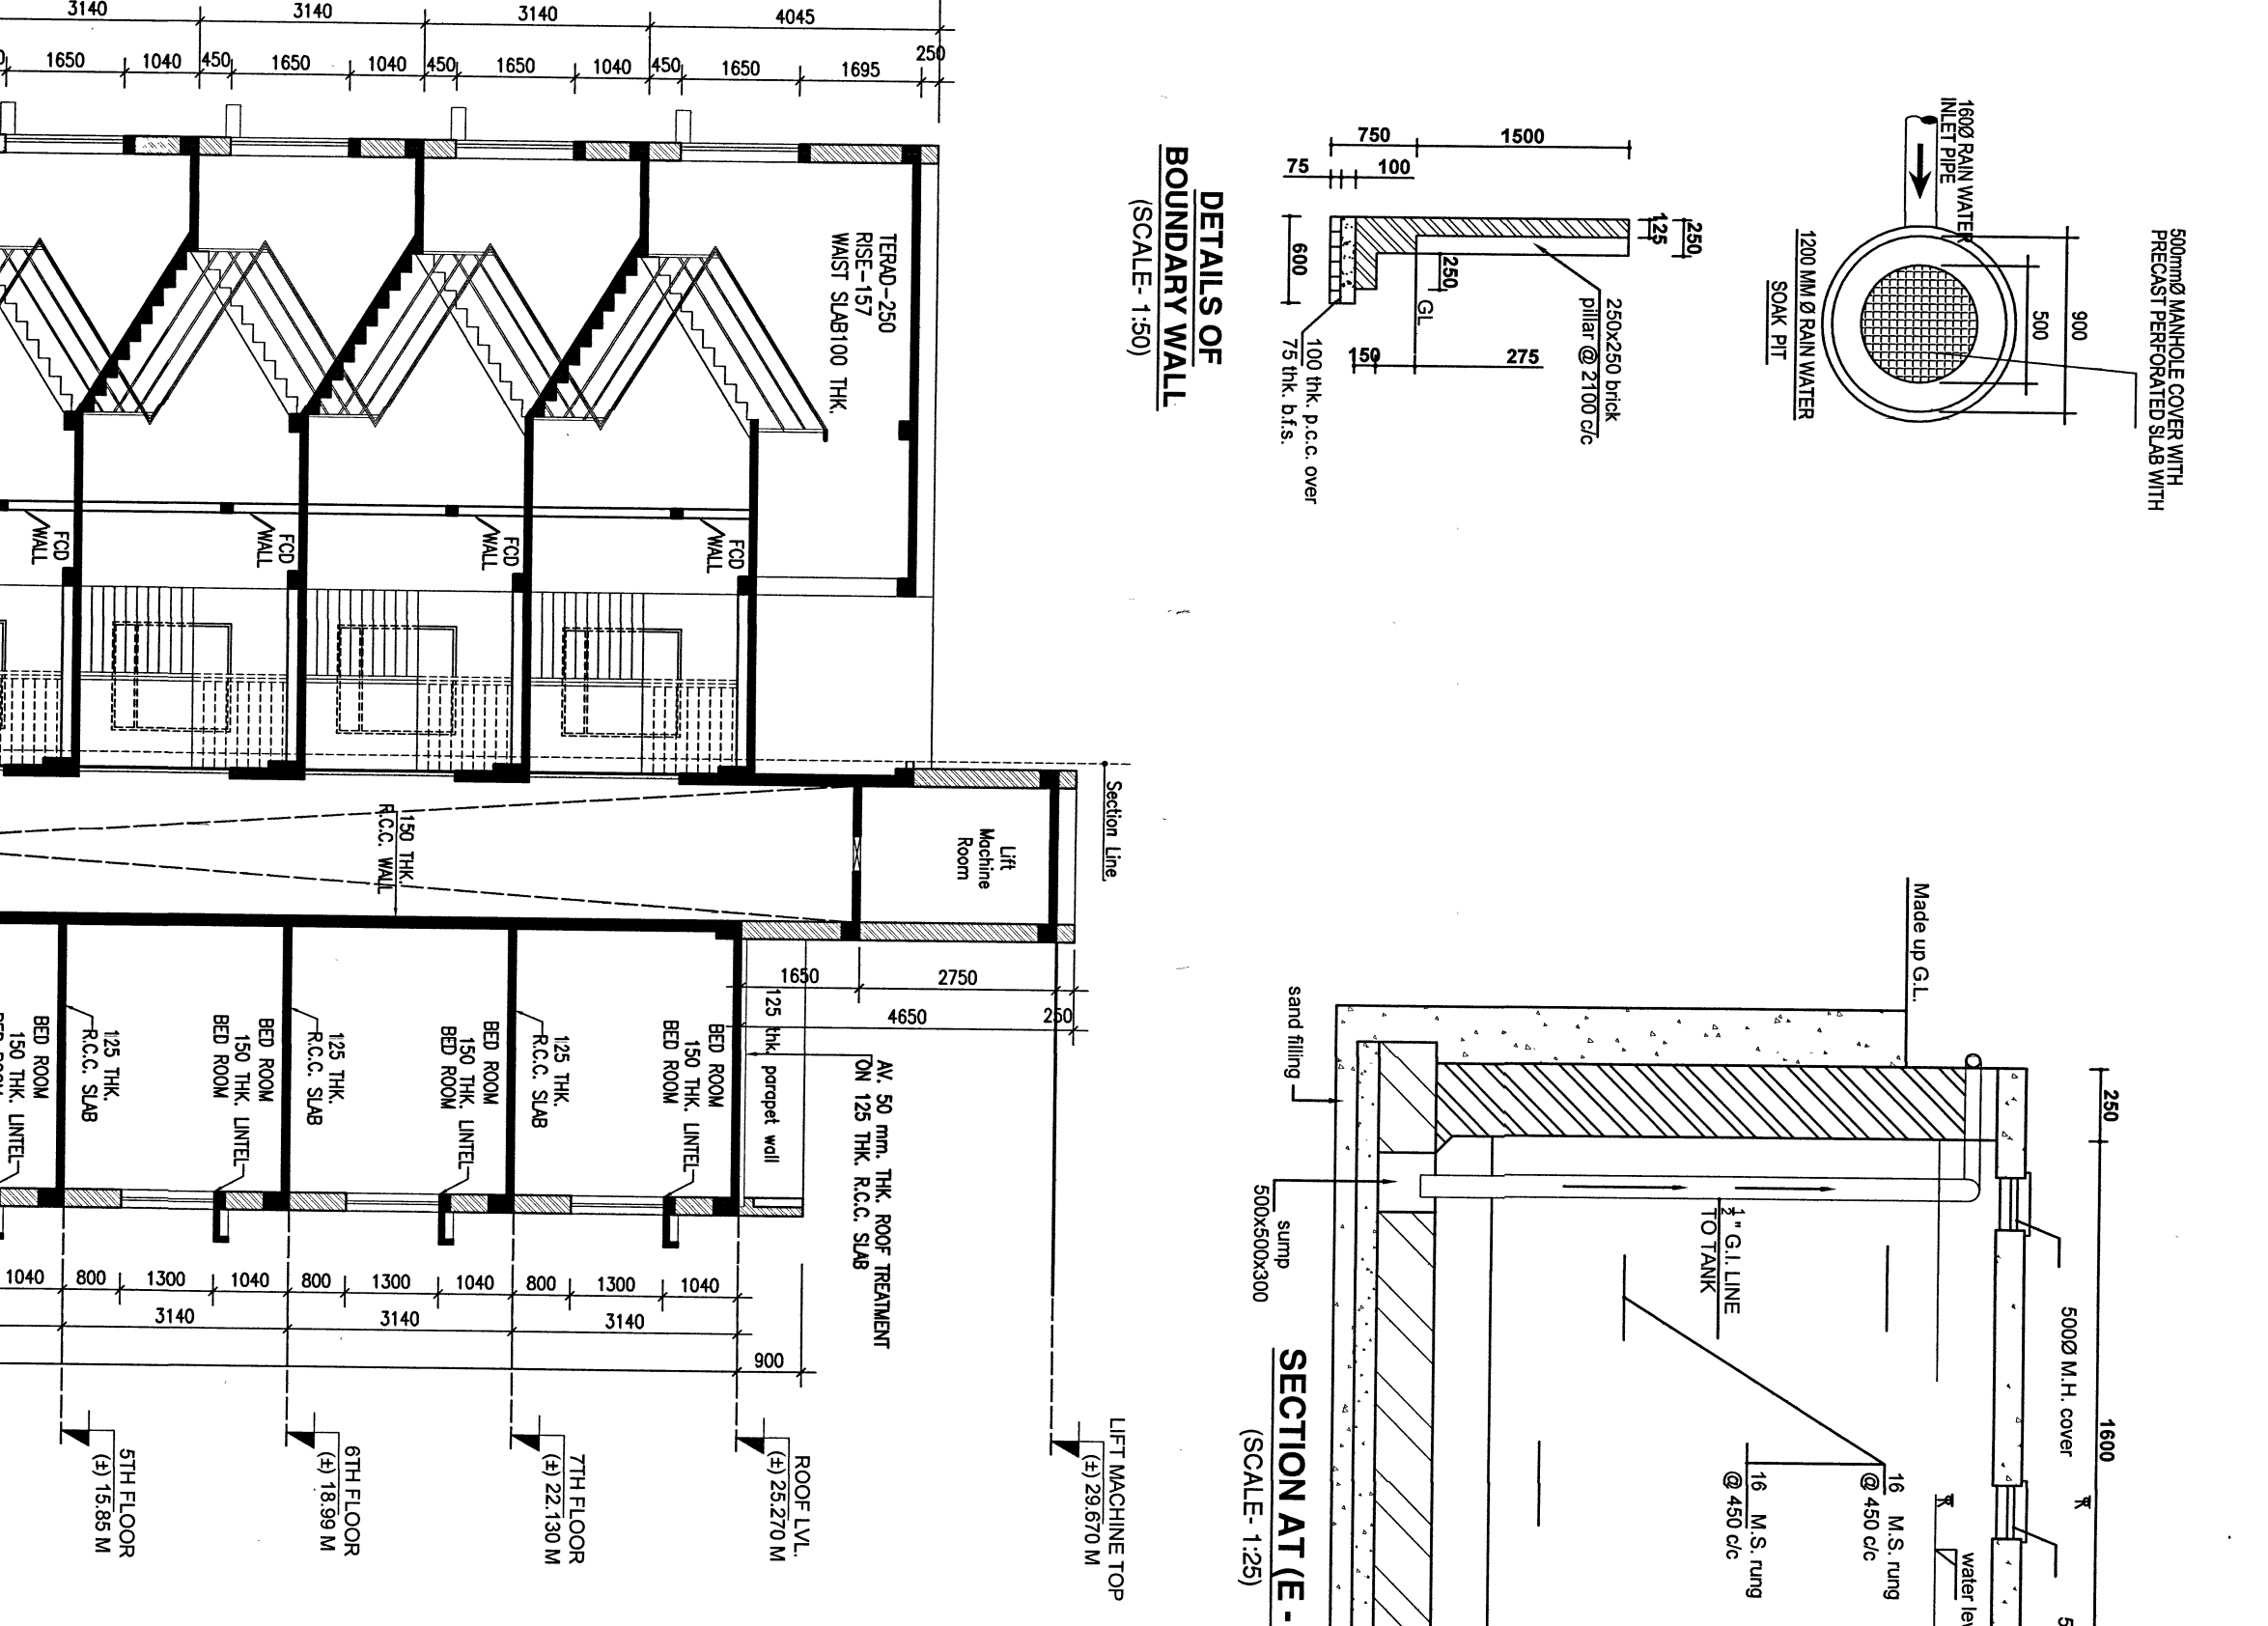 3140
3140
3140
4045
1650
1040
450
1650
1040
450
1650
1040
450
1650
1695
250
TERAD-250
RISE-157
WAIST SLAB100 THK.
FCD
WALL
FCD
WALL
FCD
WALL
FCD
WALL
150 THK.
R.C.C. WALL
Lift
Machine
Room
Section Line
1650
2750
4650
250
125 thk. parapet wall
AV. 50 mm. THK. ROOF TREATMENT
ON 125 THK. R.C.C. SLAB
BED ROOM
150 THK. LINTEL
BED ROOM
125 THK.
R.C.C. SLAB
BED ROOM
150 THK. LINTEL
BED ROOM
125 THK.
R.C.C. SLAB
BED ROOM
150 THK. LINTEL
BED ROOM
125 THK.
R.C.C. SLAB
BED ROOM
150 THK. LINTEL
BED ROOM
1040
800
1300
1040
800
1300
1040
800
1300
1040
3140
3140
3140
900
LIFT MACHINE TOP
(±) 29.670 M
ROOF LVL.
(±) 25.270 M
7TH FLOOR
(±) 22.130 M
6TH FLOOR
(±) 18.99 M
5TH FLOOR
(±) 15.85 M
DETAILS OF
BOUNDARY WALL
(SCALE- 1:50)
750
1500
75
100
125
250
600
250
GL
150
275
250x250 brick
pillar @ 2100 c/c
100 thk. p.c.c. over
75 thk. b.f.s.
160Ø RAIN WATER
INLET PIPE
500mmØ MANHOLE COVER WITH
PRECAST PERFORATED SLAB WITH
900
500
1200 MM Ø RAIN WATER
SOAK PIT
Made up G.L.
sand filling
sump
500x500x300
½" G.I. LINE
TO TANK
250
1600
500Ø M.H. cover
16 M.S. rung
@ 450 c/c
16 M.S. rung
@ 450 c/c
water lev
5
SECTION AT (E -
(SCALE- 1:25)